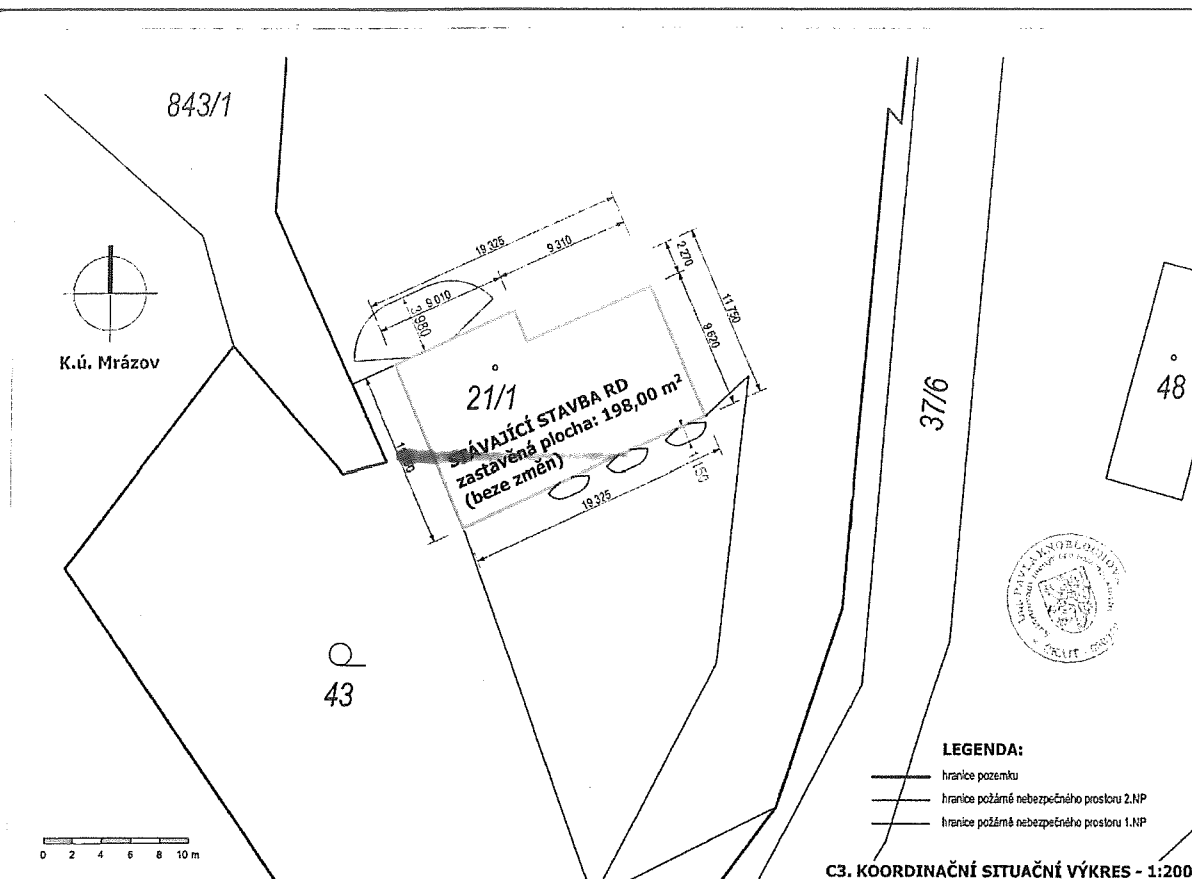 843/1
K.ú. Mrázov
19 325
9 310
9 010
3 980
2 270
11 750
9 620
21/1
STÁVAJÍCÍ STAVBA RD
zastavěná plocha: 198,00 m²
(beze změn)
1 150
19 325
37/6
48
43
LEGENDA:
hranice pozemku
hranice požárně nebezpečného prostoru 2.NP
hranice požárně nebezpečného prostoru 1.NP
0 2 4 6 8 10 m
C3. KOORDINAČNÍ SITUAČNÍ VÝKRES - 1:200